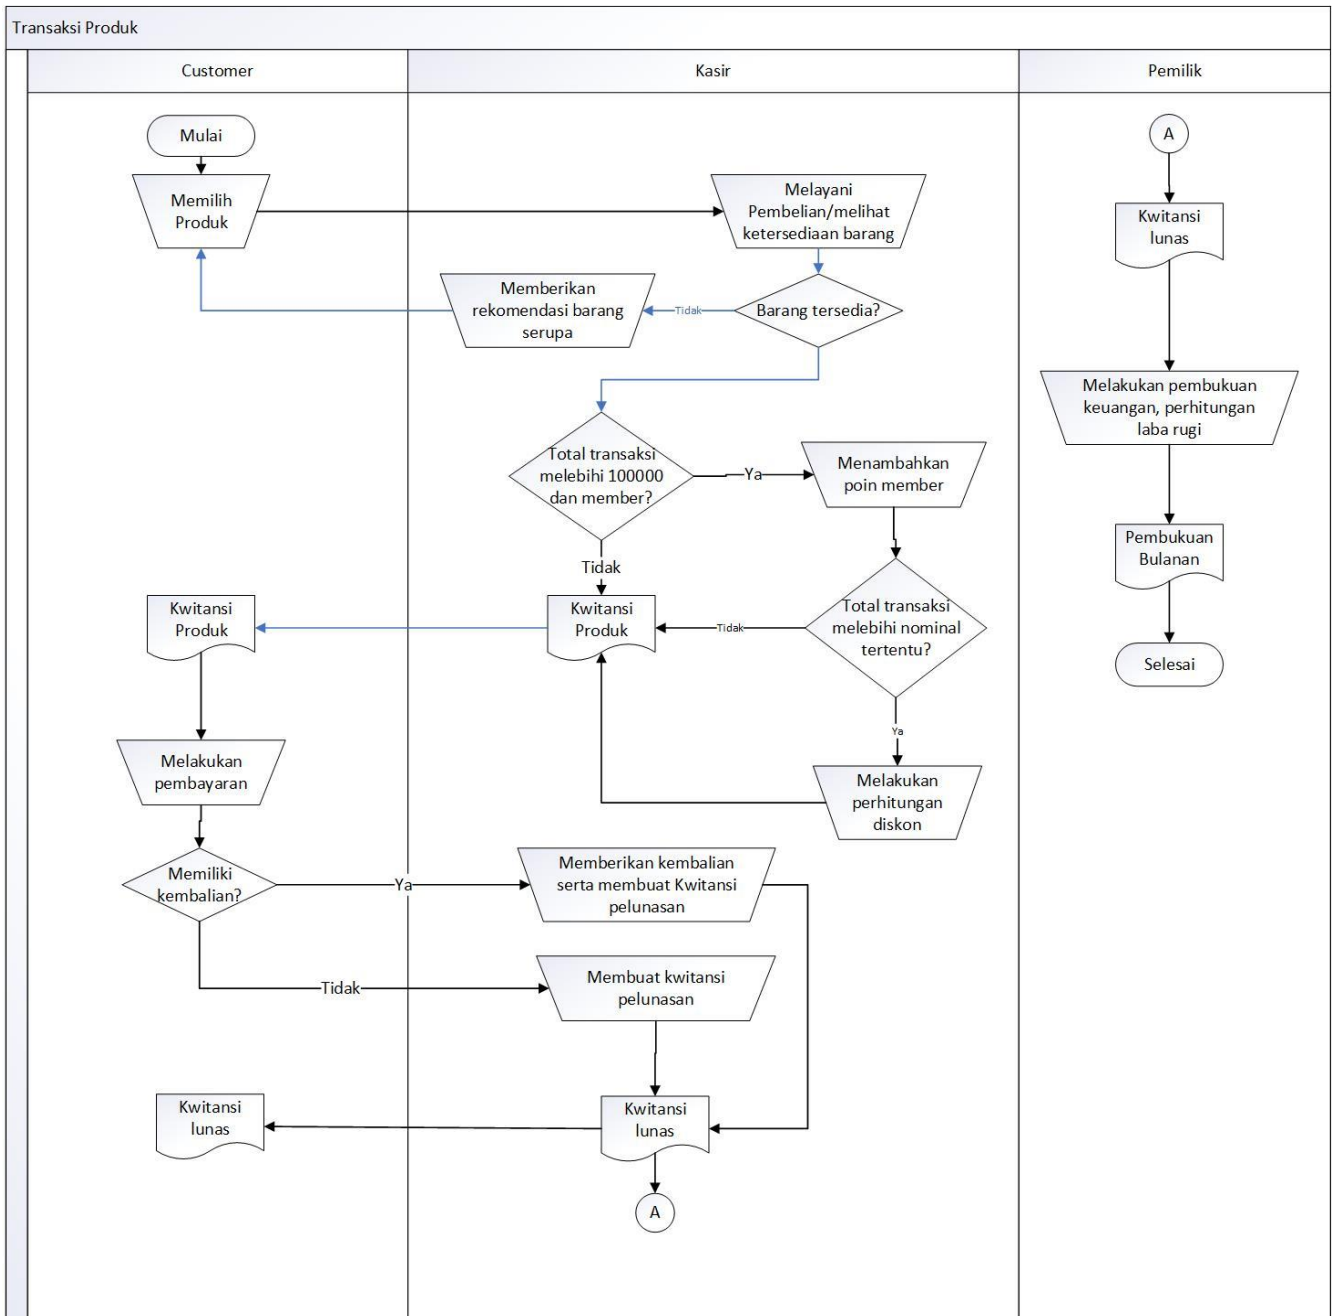 Transaksi Produk
Customer
Kasir
Pemilik
Mulai
A
Memilih
Produk
Melayani
Pembelian/melihat
ketersediaan barang
Kwitansi
lunas
Memberikan
rekomendasi barang
serupa
Tidak
Barang tersedia?
Melakukan pembukuan
keuangan, perhitungan
laba rugi
Total transaksi
melebihi 100000
dan member?
Ya
Menambahkan
poin member
Pembukuan
Bulanan
Tidak
Kwitansi
Produk
Kwitansi
Produk
Tidak
Total transaksi
melebihi nominal
tertentu?
Selesai
Ya
Melakukan
pembayaran
Melakukan
perhitungan
diskon
Memiliki
kembalian?
Ya
Memberikan kembalian
serta membuat Kwitansi
pelunasan
Tidak
Membuat kwitansi
pelunasan
Kwitansi
lunas
Kwitansi
lunas
A